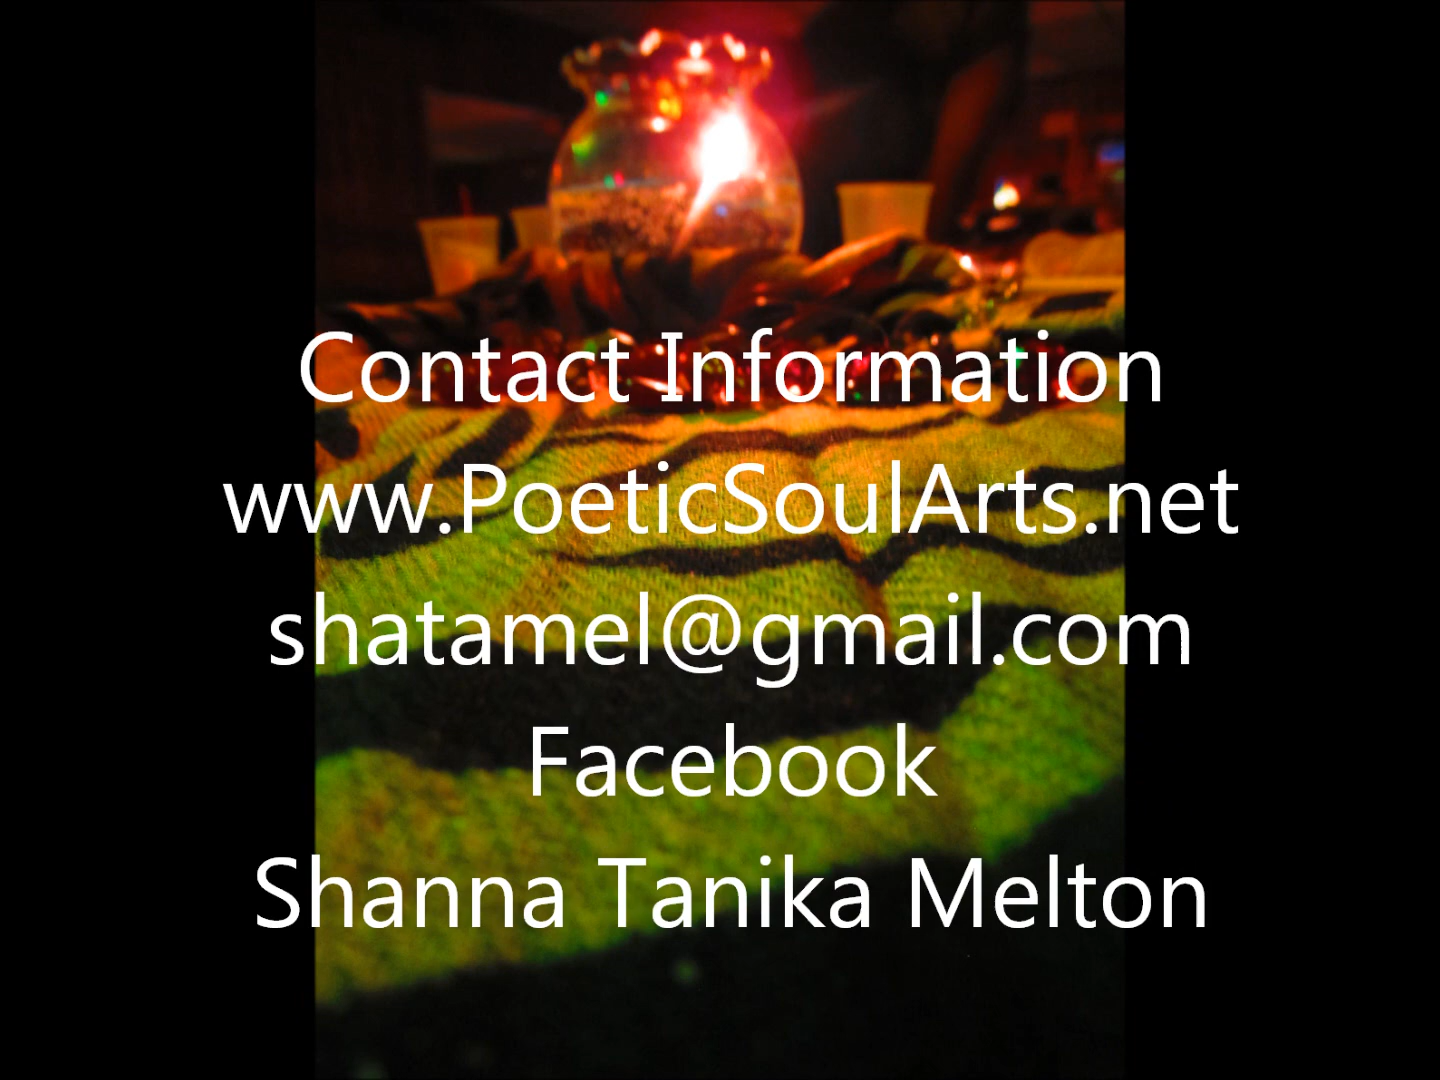 Contact Information
www.PoeticSoulArts.net
shatamel@gmail.com
Facebook
Shanna Tanika Melton